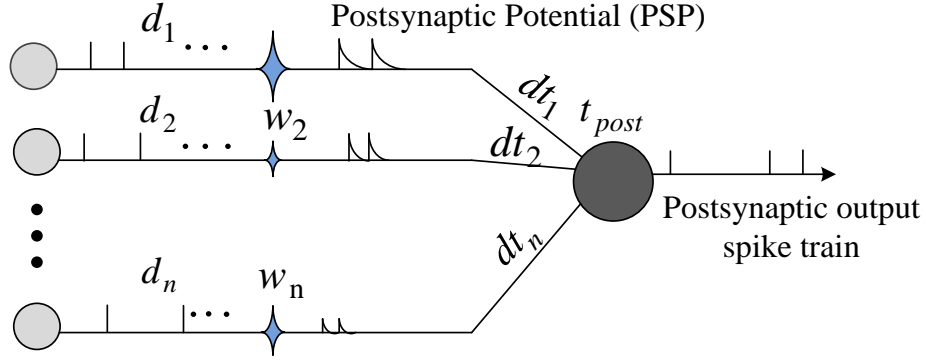 Postsynaptic Potential (PSP)
d1 ...
dt1
tpost
d2 ...
w2
dt2
Postsynaptic output
spike train
dtn
dn ...
wn